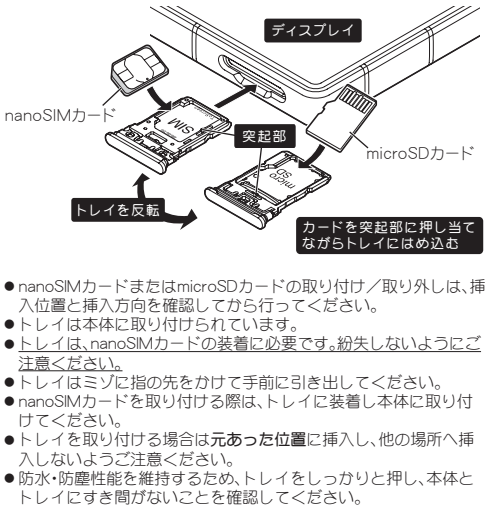 ディスプレイ
nanoSIMカード
SIM
突起部
micro
SD
microSDカード
トレイを反転
カードを突起部に押し当て
ながらトレイにはめ込む
●nanoSIMカードまたはmicroSDカードの取り付け／取り外しは、挿
入位置と挿入方向を確認してから行ってください。
●トレイは本体に取り付けられています。
●トレイは、nanoSIMカードの装着に必要です。紛失しないようにご
注意ください。
●トレイはミゾに指の先をかけて手前に引き出してください。
●nanoSIMカードを取り付ける際は、トレイに装着し本体に取り付
けてください。
●トレイを取り付ける場合は元あった位置に挿入し、他の場所へ挿
入しないようご注意ください。
●防水・防塵性能を維持するため、トレイをしっかりと押し、本体と
トレイにすき間がないことを確認してください。